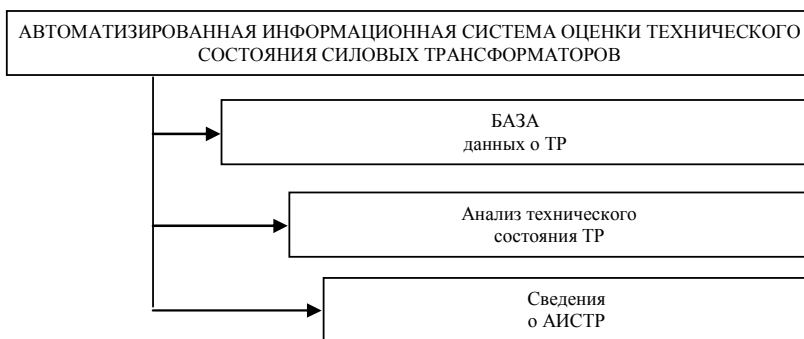 АВТОМАТИЗИРОВАННАЯ ИНФОРМАЦИОННАЯ СИСТЕМА ОЦЕНКИ ТЕХНИЧЕСКОГО
СОСТОЯНИЯ СИЛОВЫХ ТРАНСФОРМАТОРОВ
БАЗА
данных о ТР
Анализ технического
состояния ТР
Сведения
о АИСТР